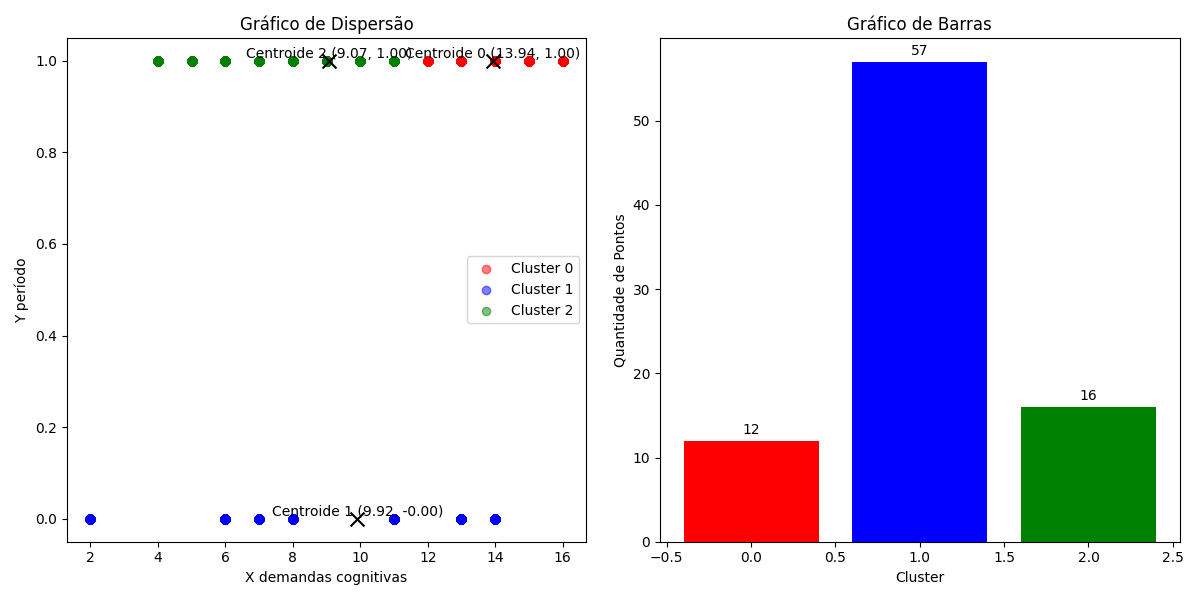 Gráfico de Dispersão
Centroide 2 (9.07, 1.00)
Centroide 0 (13.94, 1.00)
1.0
0.8
0.6
0.4
0.2
0.0
Y período
Cluster 0
Cluster 1
Cluster 2
Centroide 1 (9.92, -0.00)
2 4 6 8 10 12 14 16
X demandas cognitivas
Gráfico de Barras
57
12
16
50
40
30
20
10
0
Quantidade de Pontos
−0.5 0.0 0.5 1.0 1.5 2.0 2.5
Cluster